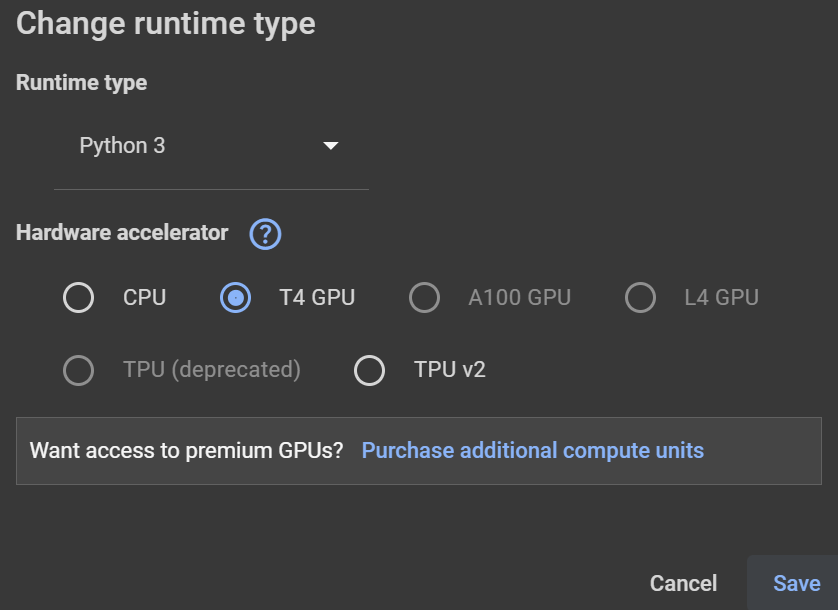 Change runtime type
Runtime type
Python 3
Hardware accelerator ?
CPU T4 GPU A100 GPU L4 GPU
TPU (deprecated) TPU v2
Want access to premium GPUs? Purchase additional compute units
Cancel Save